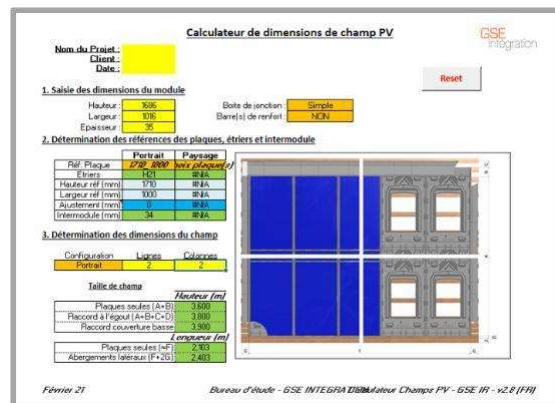 Calculateur de dimensions de champ PV
GSE
intégration
Nom du Projet :
Client :
Date :
Reset
1. Saisie des dimensions du module
Hauteur : 1686
Largeur : 1016
Epaisseur : 35
Boite de jonction : Simple
Barre(s) de renfort : NON
2. Détermination des références des plaques, étriers et intermodule
Portrait Paysage
Réf. Plaque 1710_1000 oix plaque(s)
Etriers H21 #N/A
Hauteur réf (mm) 1710 #N/A
Largeur réf (mm) 1000 #N/A
Ajustement (mm) 0 #N/A
Intermodule (mm) 34 #N/A
3. Détermination des dimensions du champ
Configuration Lignes Colonnes
Portrait 2 2
Taille de champ
Hauteur [m]
Plaques seules (A+B) 3,600
Raccord à l'égout (A+B+C+D) 3,800
Raccord couverture basse 3,900
Longueur [m]
Plaques seules (=F) 2,103
Abergements latéraux (F+2G) 2,403
Février 21
Bureau d'étude - GSE INTEGRATION
Calculateur Champs PV - GSE IR - v2.8 (FR)